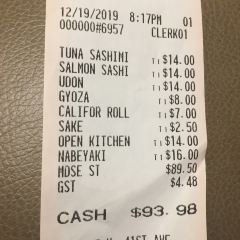 12/19/2019 8:17PM 01
000000#6957 CLERK01
TUNA SASHIMI T1 $14.00
SALMON SASHI T1 $14.00
UDON T1 $14.00
GYOZA T1 $8.00
CALIFOR ROLL T1 $7.00
SAKE T1 $2.50
OPEN KITCHEN T1 $14.00
NABEYAKI T1 $16.00
MDSE ST $89.50
GST $4.48
CASH $93.98
41ST AVE